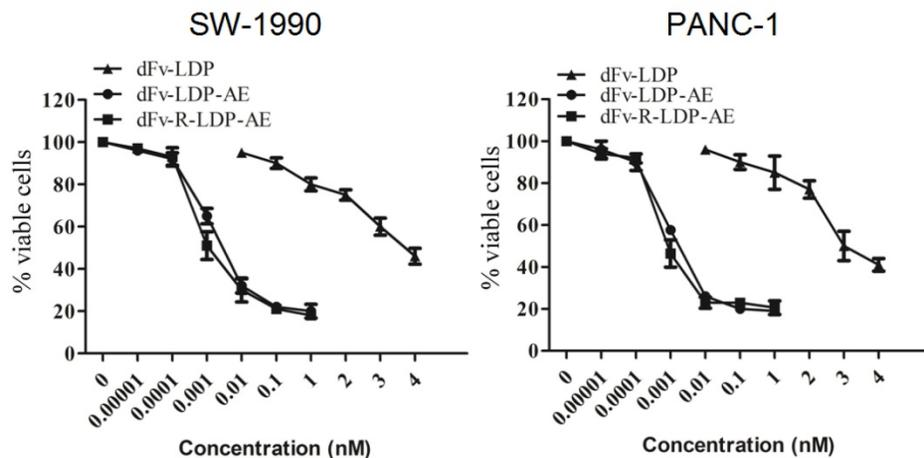 SW-1990
dFv-LDP
dFv-LDP-AE
dFv-R-LDP-AE
% viable cells
120
100
80
60
40
20
0
0
0.00001
0.0001
0.001
0.01
0.1
1
2
3
4
Concentration (nM)
PANC-1
dFv-LDP
dFv-LDP-AE
dFv-R-LDP-AE
% viable cells
120
100
80
60
40
20
0
0
0.00001
0.0001
0.001
0.01
0.1
1
2
3
4
Concentration (nM)